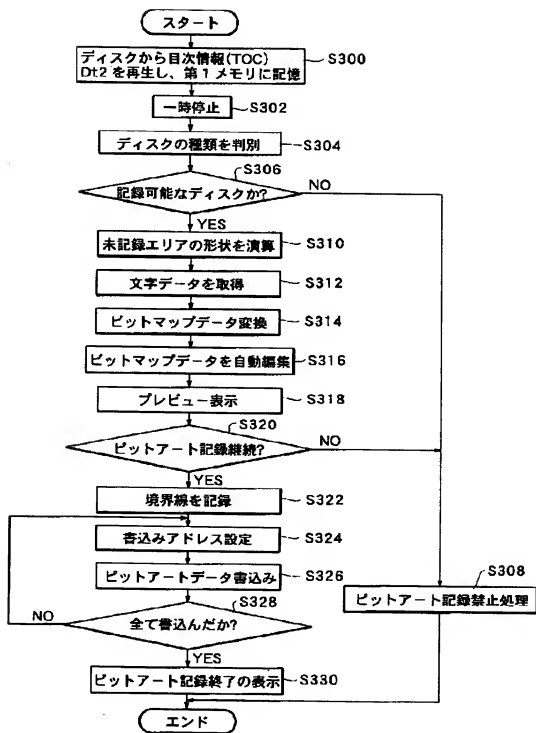 スタート
ディスクから目次情報(TOC)
Dt2 を再生し、第1メモリに記憶
S300
一時停止
S302
ディスクの種類を判別
S304
S306
記録可能なディスクか?
NO
YES
未記録エリアの形状を演算
S310
文字データを取得
S312
ビットマップデータ変換
S314
ビットマップデータを自動編集
S316
プレビュー表示
S318
S320
ピットアート記録継続?
NO
YES
境界線を記録
S322
書込みアドレス設定
S324
ピットアートデータ書込み
S326
S308
ピットアート記録禁止処理
S328
NO
全て書込んだか?
YES
ピットアート記録終了の表示
S330
エンド